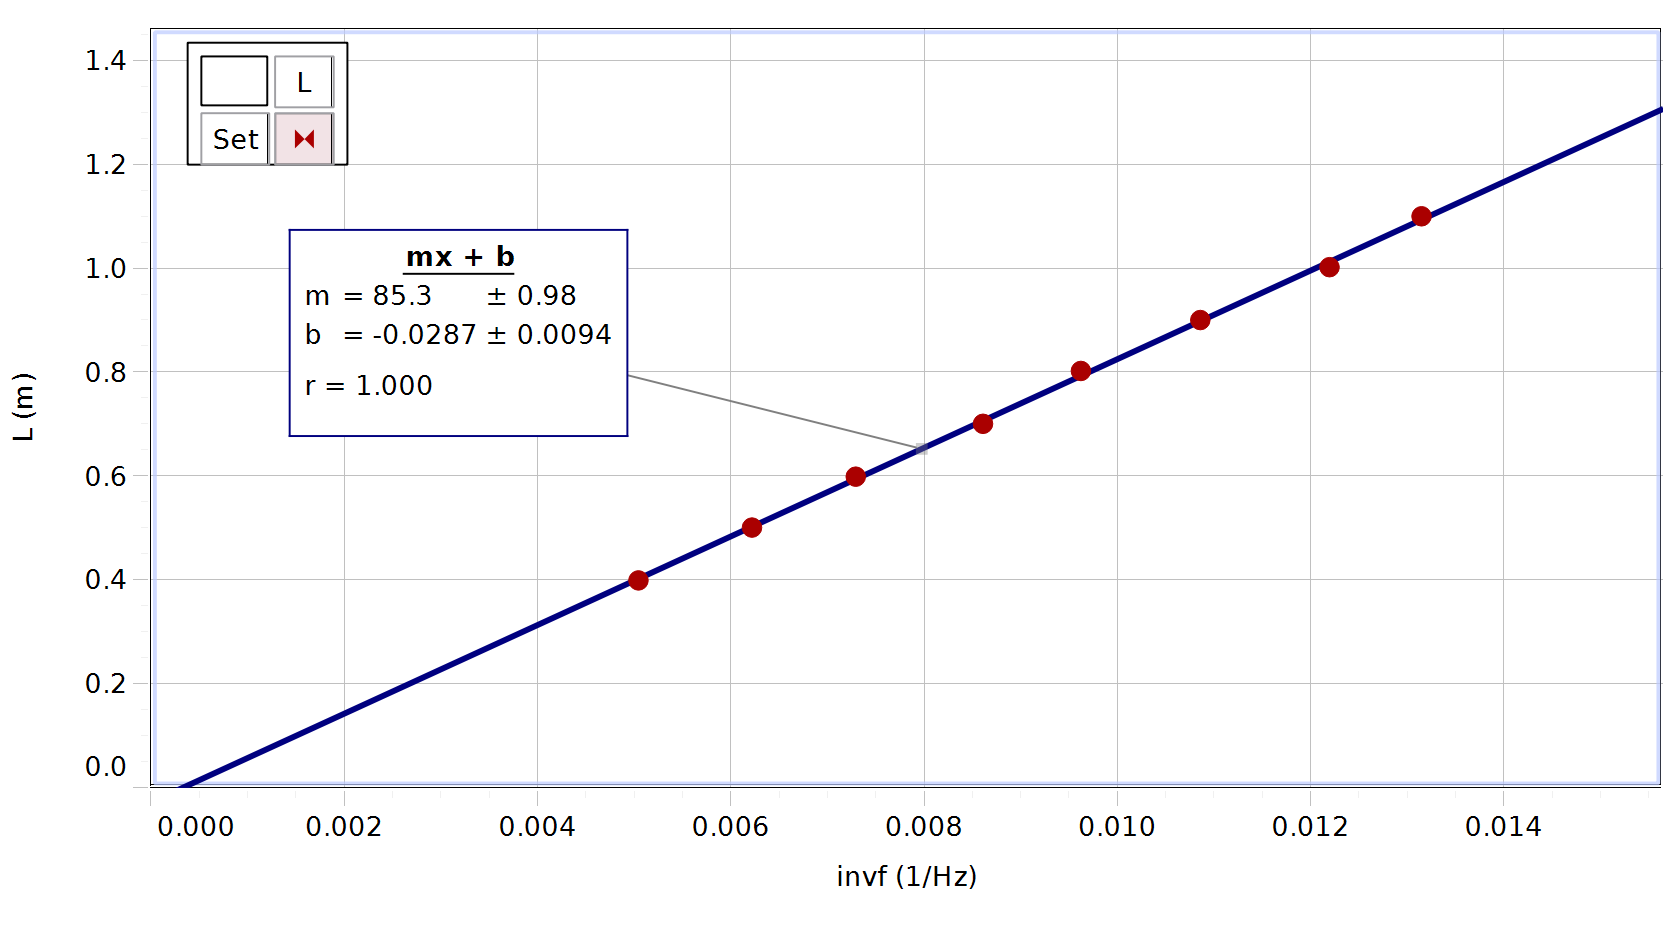 1.4
1.2
1.0
0.8
0.6
0.4
0.2
0.0
L (m)
L
Set
mx + b
m = 85.3 ± 0.98
b = -0.0287 ± 0.0094
r = 1.000
0.000 0.002 0.004 0.006 0.008 0.010 0.012 0.014
invf (1/Hz)